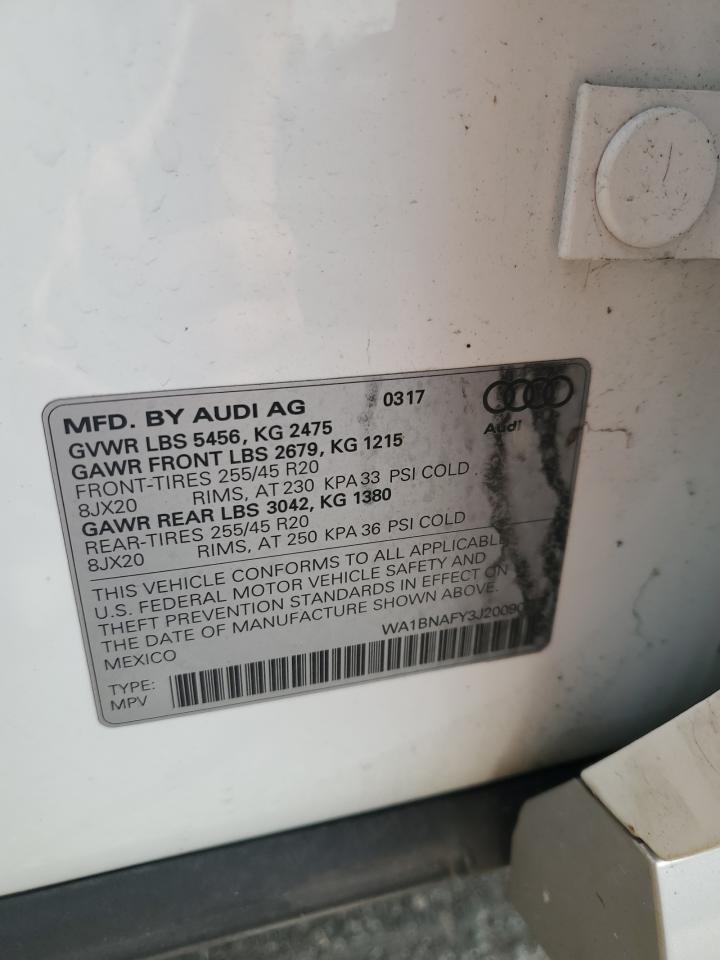 MFD. BY AUDI AG 0317
Audi
GVWR LBS 5456, KG 2475
GAWR FRONT LBS 2679, KG 1215
FRONT-TIRES 255/45 R20
8JX20 RIMS, AT 230 KPA 33 PSI COLD
GAWR REAR LBS 3042, KG 1380
REAR-TIRES 255/45 R20
8JX20 RIMS, AT 250 KPA 36 PSI COLD
THIS VEHICLE CONFORMS TO ALL APPLICABLE
U.S. FEDERAL MOTOR VEHICLE SAFETY AND
THEFT PREVENTION STANDARDS IN EFFECT ON
THE DATE OF MANUFACTURE SHOWN ABOVE.
MEXICO
TYPE:
MPV